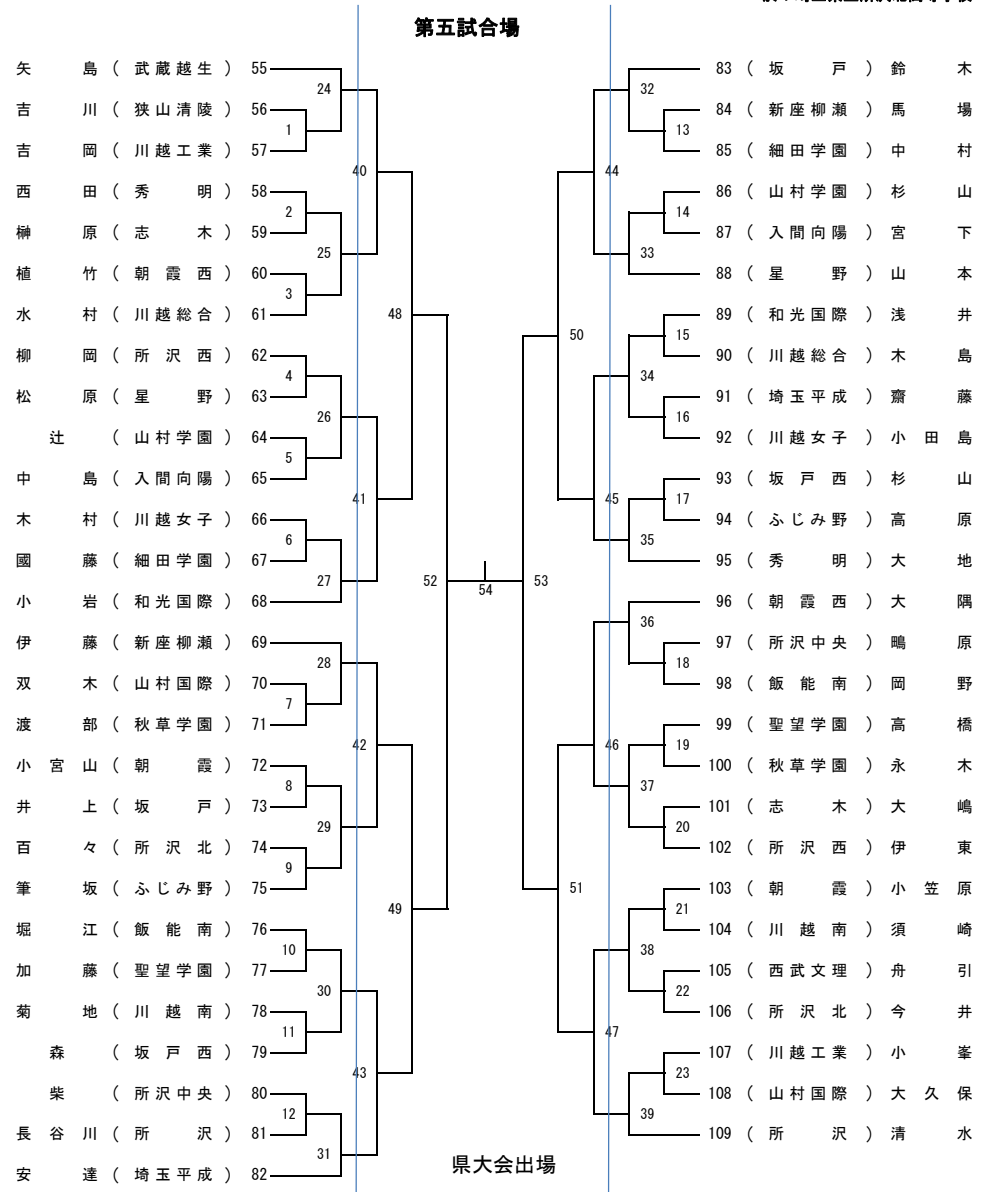 第五試合場
矢島（武蔵越生）55
吉川（狭山清陵）56
吉岡（川越工業）57
西田（秀明）58
榊原（志木）59
植竹（朝霞西）60
水村（川越総合）61
柳岡（所沢西）62
松原（星野）63
辻（山村学園）64
中島（入間向陽）65
木村（川越女子）66
國藤（細田学園）67
小岩（和光国際）68
伊藤（新座柳瀬）69
双木（山村国際）70
渡部（秋草学園）71
小宮山（朝霞）72
井上（坂戸）73
百々（所沢北）74
筆坂（ふじみ野）75
堀江（飯能南）76
加藤（聖望学園）77
菊地（川越南）78
森（坂戸西）79
柴（所沢中央）80
長谷川（所沢）81
安達（埼玉平成）82
24
1
40
2
25
3
48
4
26
5
41
6
27
52
28
7
42
8
29
9
49
10
30
11
43
12
31
54
53
50
51
44
45
46
47
32
13
14
33
15
34
16
17
35
36
18
19
37
20
21
38
22
23
39
83（坂戸）鈴木
84（新座柳瀬）馬場
85（細田学園）中村
86（山村学園）杉山
87（入間向陽）宮下
88（星野）山本
89（和光国際）浅井
90（川越総合）木島
91（埼玉平成）齋藤
92（川越女子）小田島
93（坂戸西）杉山
94（ふじみ野）高原
95（秀明）大地
96（朝霞西）大隅
97（所沢中央）鴫原
98（飯能南）岡野
99（聖望学園）高橋
100（秋草学園）永木
101（志木）大嶋
102（所沢西）伊東
103（朝霞）小笠原
104（川越南）須崎
105（西武文理）舟引
106（所沢北）今井
107（川越工業）小峯
108（山村国際）大久保
109（所沢）清水
県大会出場